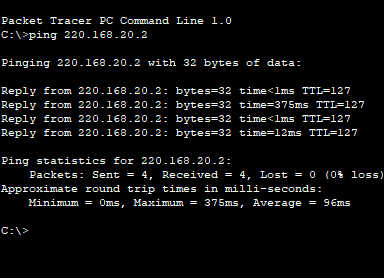 Packet Tracer PC Command Line 1.0
C:\>ping 220.168.20.2
Pinging 220.168.20.2 with 32 bytes of data:
Reply from 220.168.20.2: bytes=32 time<1ms TTL=127
Reply from 220.168.20.2: bytes=32 time=375ms TTL=127
Reply from 220.168.20.2: bytes=32 time<1ms TTL=127
Reply from 220.168.20.2: bytes=32 time=12ms TTL=127
Ping statistics for 220.168.20.2:
Packets: Sent = 4, Received = 4, Lost = 0 (0% loss)
Approximate round trip times in milli-seconds:
Minimum = 0ms, Maximum = 375ms, Average = 96ms
C:\>